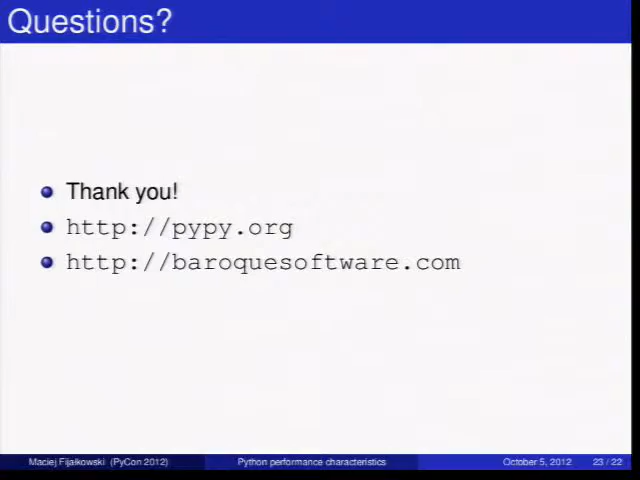 Questions?
Thank you!
http://pypy.org
http://baroquesoftware.com
Maciej Fijałkowski (PyCon 2012) Python performance characteristics October 5, 2012 23 / 22